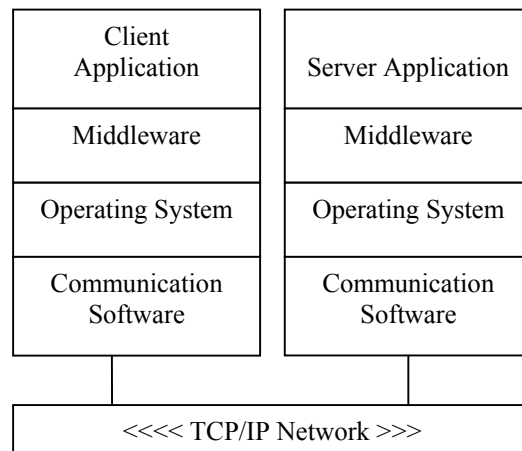 Client
Application
Middleware
Operating System
Communication
Software
Server Application
Middleware
Operating System
Communication
Software
<<<< TCP/IP Network >>>